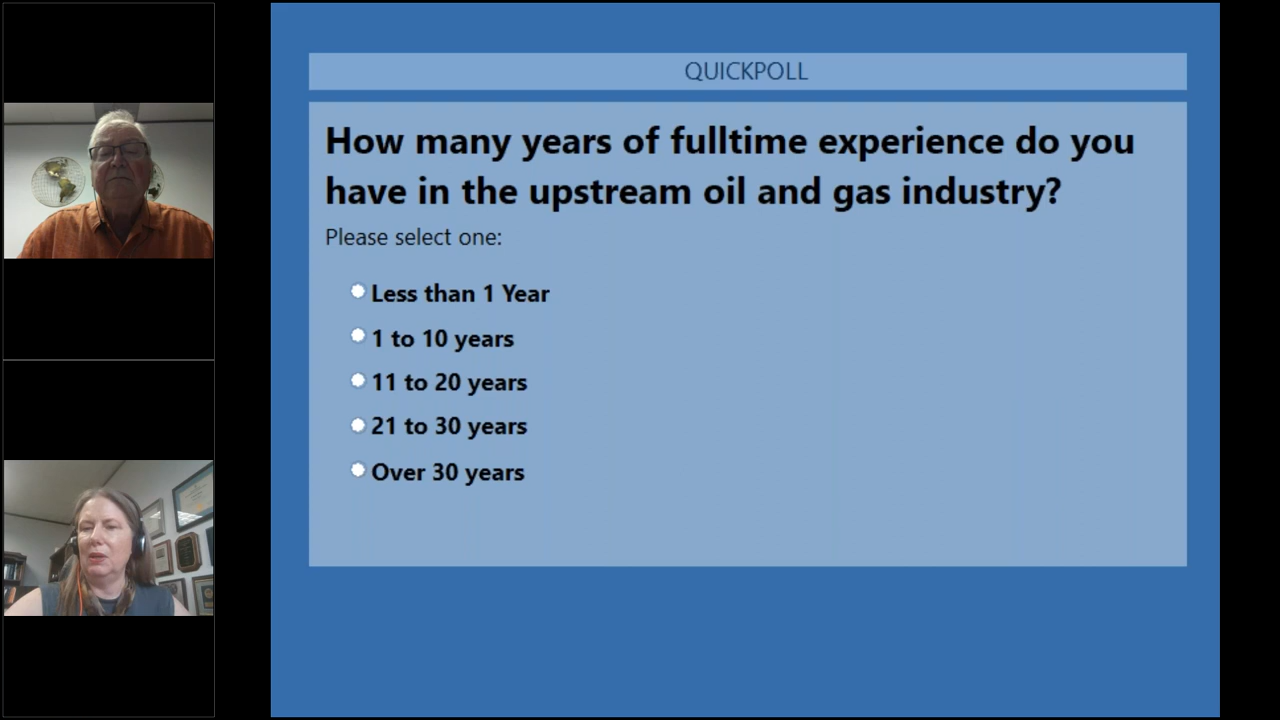 QUICKPOLL
How many years of fulltime experience do you
have in the upstream oil and gas industry?
Please select one:
Less than 1 Year
1 to 10 years
11 to 20 years
21 to 30 years
Over 30 years